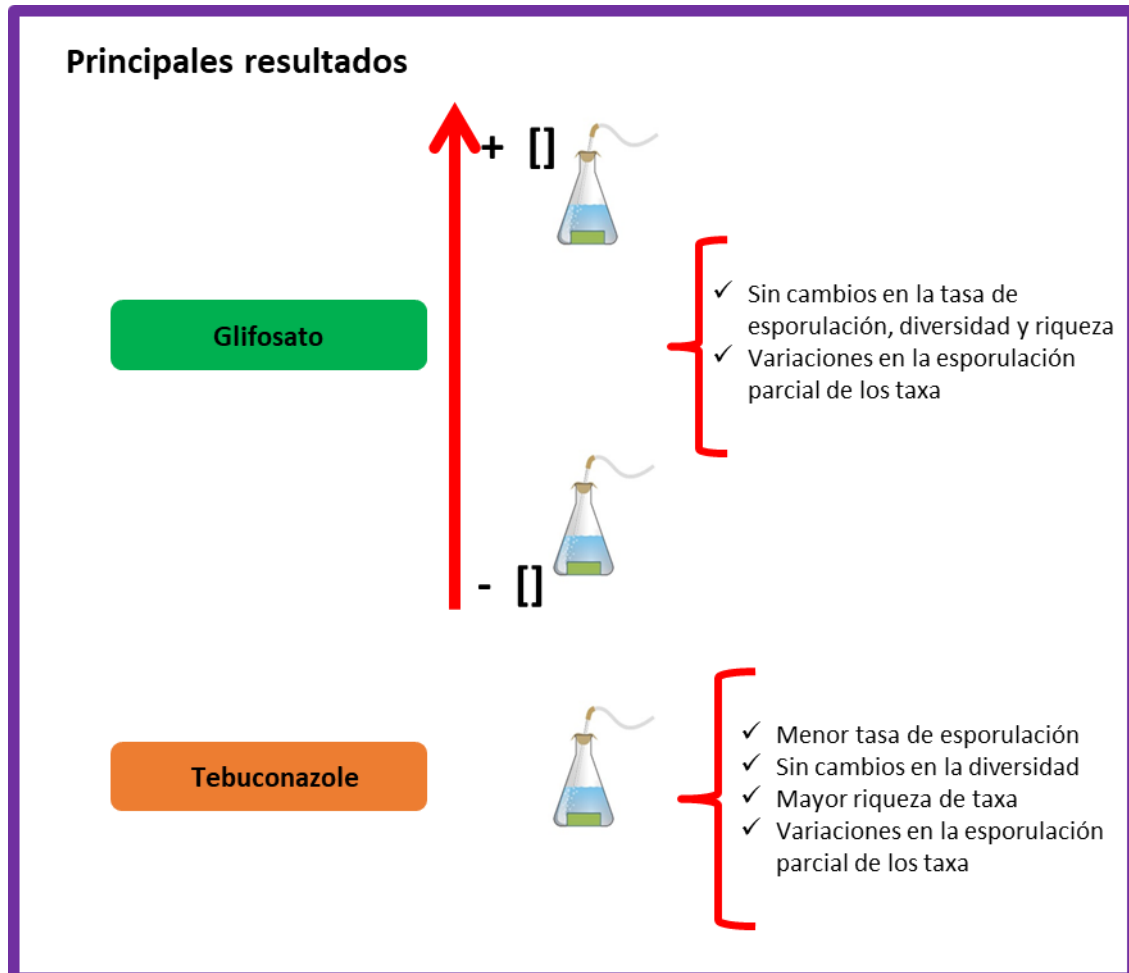 Principales resultados
+ []
Glifosato
✓ Sin cambios en la tasa de
esporulación, diversidad y riqueza
✓ Variaciones en la esporulación
parcial de los taxa
- []
Tebuconazole
✓ Menor tasa de esporulación
✓ Sin cambios en la diversidad
✓ Mayor riqueza de taxa
✓ Variaciones en la esporulación
parcial de los taxa